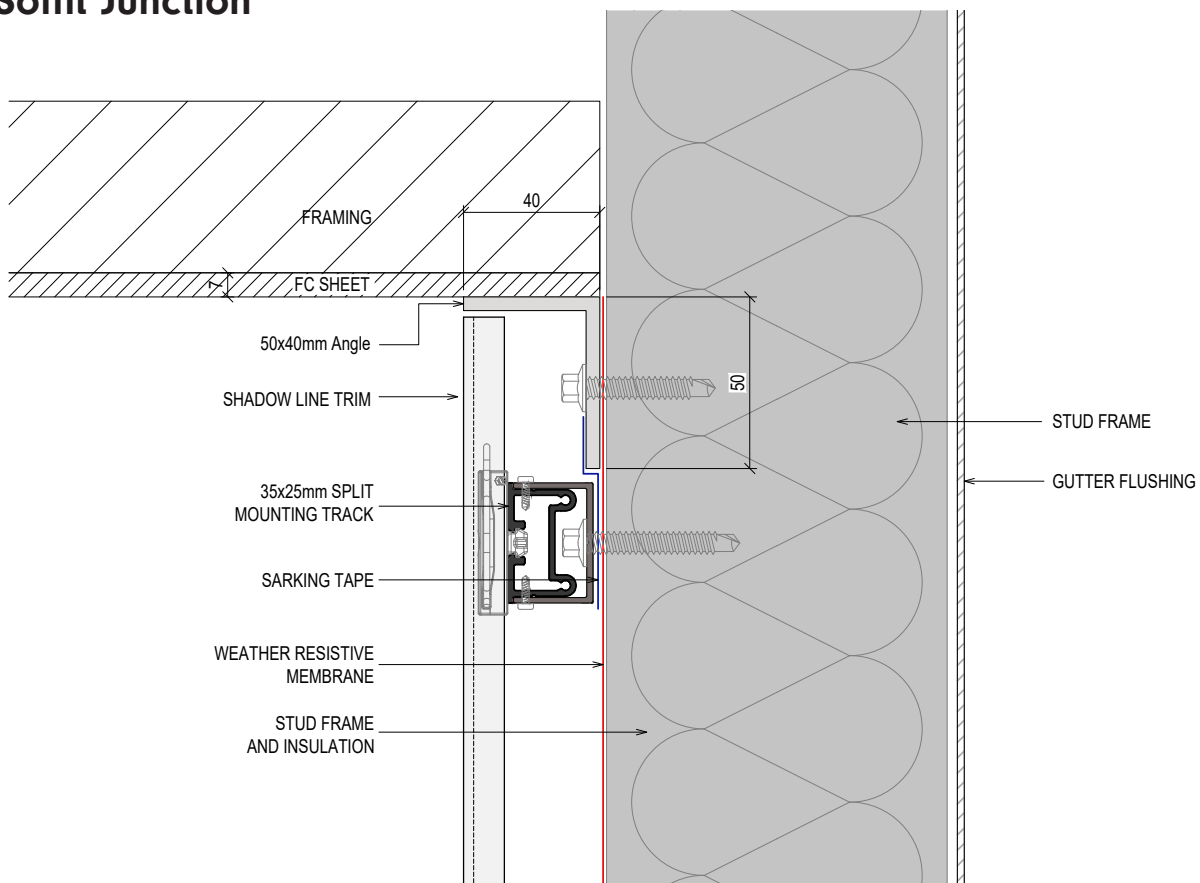 Soffit Junction
40
FRAMING
7
FC SHEET
50x40mm Angle
50
SHADOW LINE TRIM
STUD FRAME
GUTTER FLUSHING
35x25mm SPLIT
MOUNTING TRACK
SARKING TAPE
WEATHER RESISTIVE
MEMBRANE
STUD FRAME
AND INSULATION